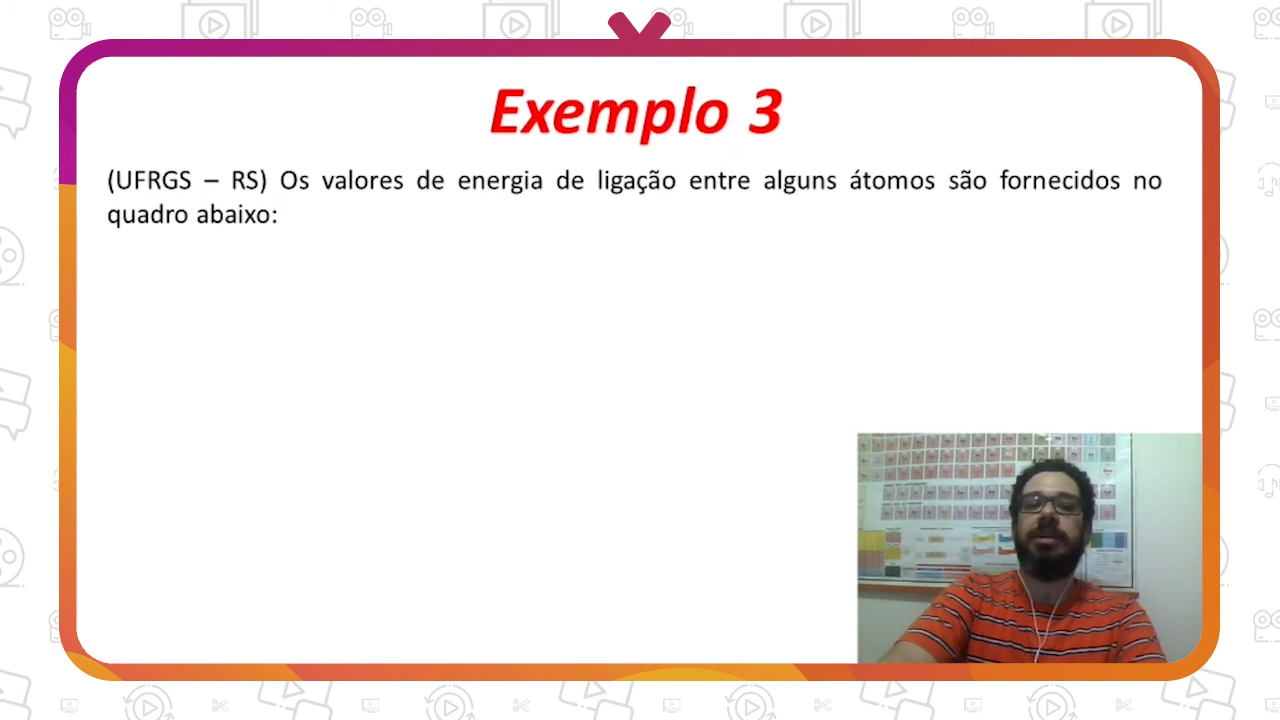 Exemplo 3
(UFRGS – RS) Os valores de energia de ligação entre alguns átomos são fornecidos no
quadro abaixo: